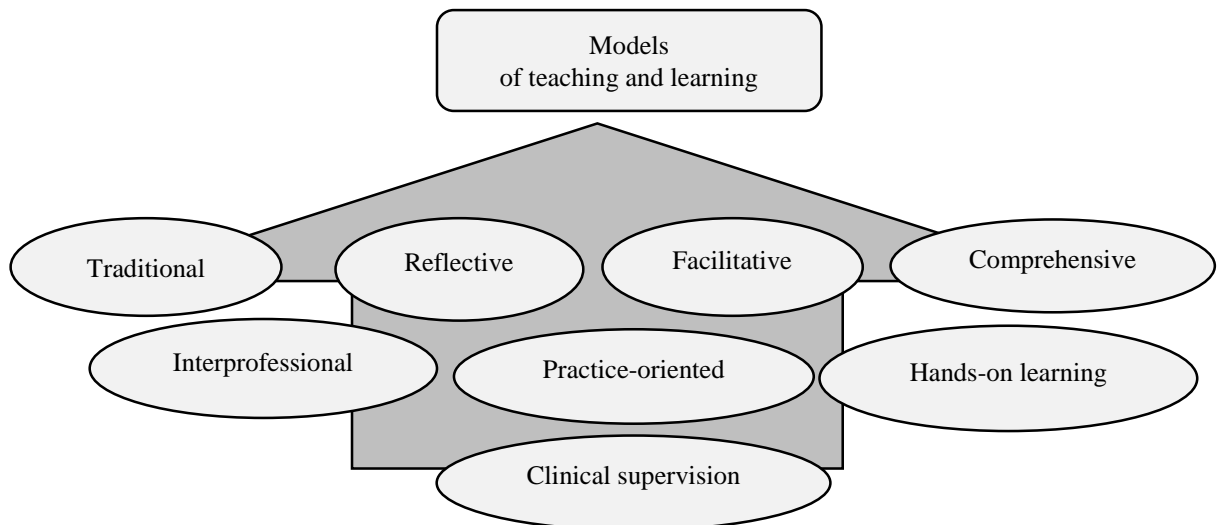 Models
of teaching and learning
Traditional
Reflective
Facilitative
Comprehensive
Interprofessional
Practice-oriented
Hands-on learning
Clinical supervision